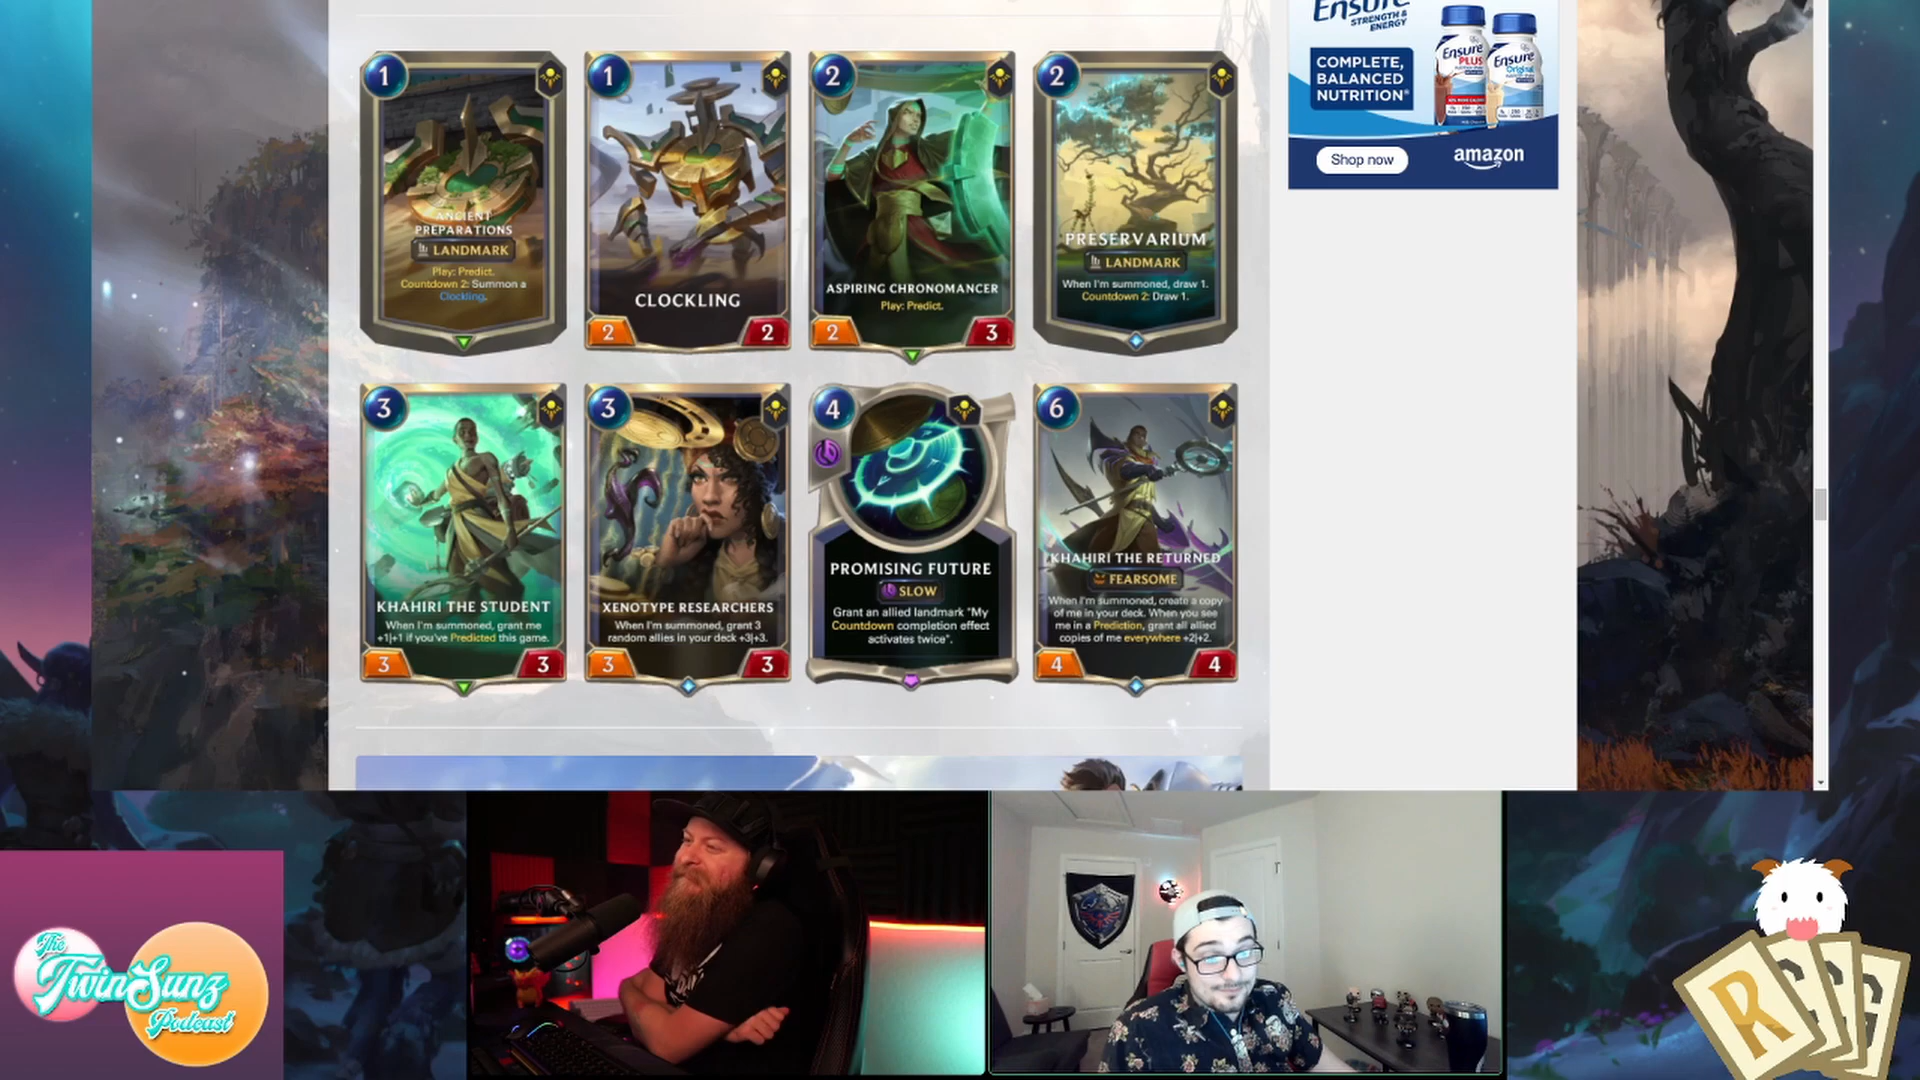 Ensure
STRENGTH &
ENERGY
COMPLETE,
BALANCED
NUTRITION®
Ensure
PLUS
Ensure
Original
Shop now
amazon
1
ANCIENT
PREPARATIONS
LANDMARK
Play: Predict.
Countdown 2: Summon a
Clockling.
1
CLOCKLING
2
2
2
ASPIRING CHRONOMANCER
Play: Predict.
2
3
2
PRESERVARIUM
LANDMARK
When I'm summoned, draw 1.
Countdown 2: Draw 1.
3
KHAHIRI THE STUDENT
When I'm summoned, grant me
+1|+1 if you've Predicted this game.
3
3
3
XENOTYPE RESEARCHERS
When I'm summoned, grant 3
random allies in your deck +3|+3.
3
3
4
PROMISING FUTURE
SLOW
Grant an allied landmark "My
Countdown completion effect
activates twice".
6
KHAHIRI THE RETURNED
FEARSOME
When I'm summoned, create a copy
of me in your deck. When you see
me in a Prediction, grant all allied
copies of me everywhere +2|+2.
4
4
The
TwinSunz
Podcast
R